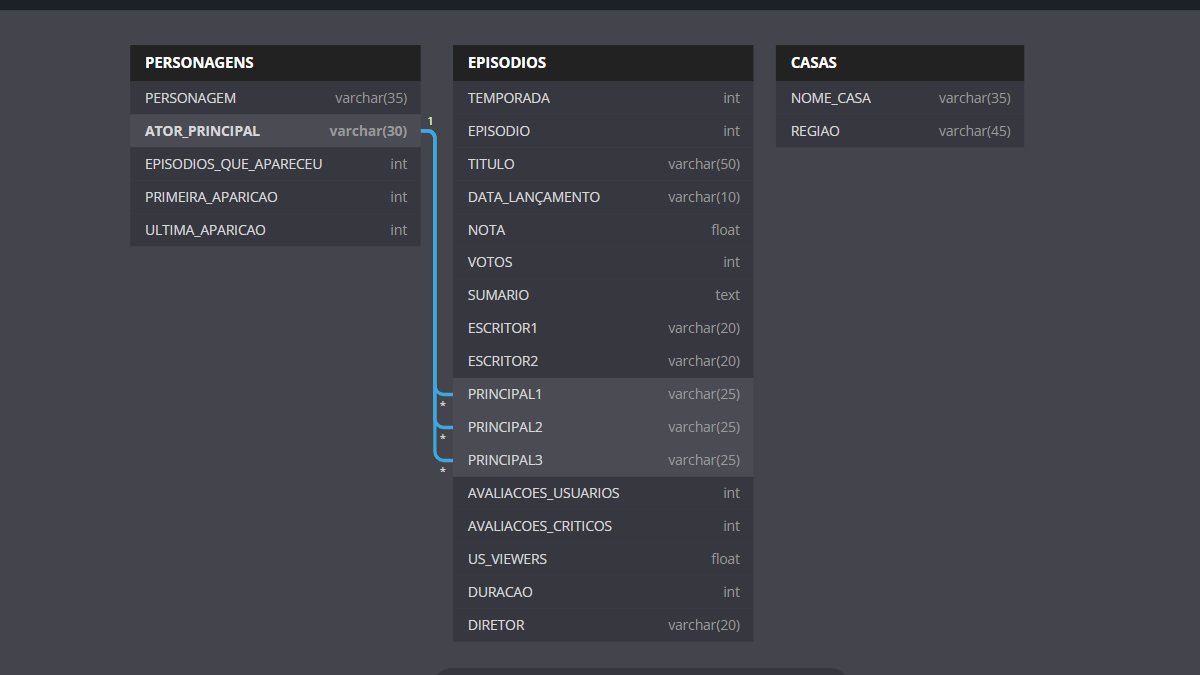 PERSONAGENS
PERSONAGEM varchar(35)
ATOR_PRINCIPAL varchar(30)
1
EPISODIOS_QUE_APARECEU int
PRIMEIRA_APARICAO int
ULTIMA_APARICAO int
EPISODIOS
TEMPORADA int
EPISODIO int
TITULO varchar(50)
DATA_LANÇAMENTO varchar(10)
NOTA float
VOTOS int
SUMARIO text
ESCRITOR1 varchar(20)
ESCRITOR2 varchar(20)
PRINCIPAL1 varchar(25)
*
PRINCIPAL2 varchar(25)
*
PRINCIPAL3 varchar(25)
*
AVALIACOES_USUARIOS int
AVALIACOES_CRITICOS int
US_VIEWERS float
DURACAO int
DIRETOR varchar(20)
CASAS
NOME_CASA varchar(35)
REGIAO varchar(45)